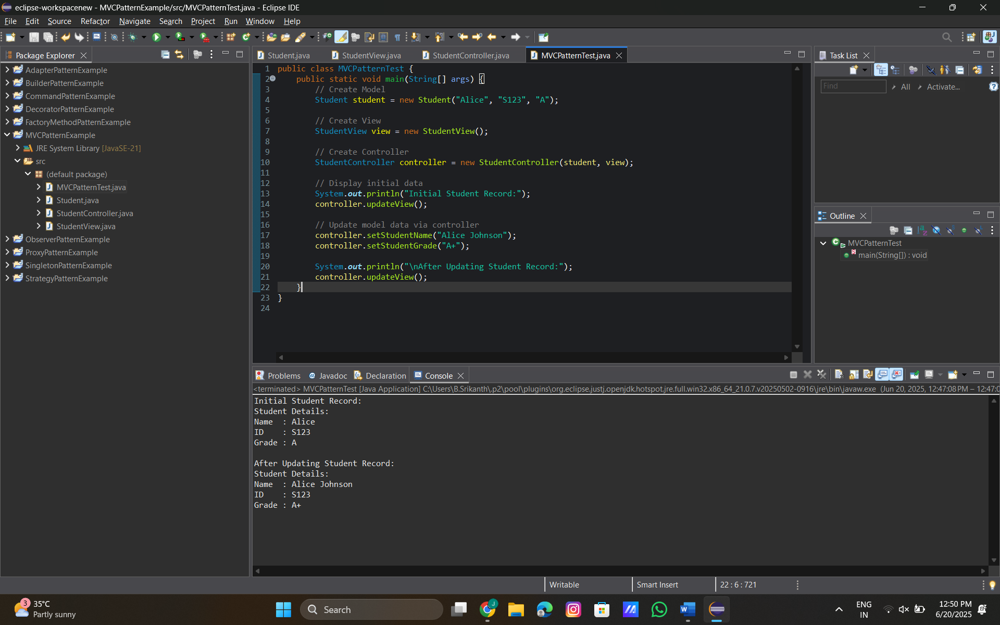 eclipse-workspacenew - MVCPatternExample/src/MVCPatternTest.java - Eclipse IDE
File Edit Source Refactor Navigate Search Project Run Window Help
Package Explorer
AdapterPatternExample
BuilderPatternExample
CommandPatternExample
DecoratorPatternExample
FactoryMethodPatternExample
MVCPatternExample
JRE System Library [JavaSE-21]
src
(default package)
MVCPatternTest.java
Student.java
StudentController.java
StudentView.java
ObserverPatternExample
ProxyPatternExample
SingletonPatternExample
StrategyPatternExample
Student.java StudentView.java StudentController.java MVCPatternTest.java
1 public class MVCPatternTest {
2 public static void main(String[] args) {
3 // Create Model
4 Student student = new Student("Alice", "S123", "A");
5
6 // Create View
7 StudentView view = new StudentView();
8
9 // Create Controller
10 StudentController controller = new StudentController(student, view);
11
12 // Display initial data
13 System.out.println("Initial Student Record:");
14 controller.updateView();
15
16 // Update model data via controller
17 controller.setStudentName("Alice Johnson");
18 controller.setStudentGrade("A+");
19
20 System.out.println("\nAfter Updating Student Record:");
21 controller.updateView();
22 }
23 }
24
Task List
Find All Activate...
Outline
MVCPatternTest
main(String[]) : void
Problems Javadoc Declaration Console
<terminated> MVCPatternTest [Java Application] C:\Users\B.Srikanth\.p2\pool\plugins\org.eclipse.justj.openjdk.hotspot.jre.full.win32.x86_64_21.0.7.v20250502-0916\jre\bin\javaw.exe (Jun 20, 2025, 12:47:08 PM – 12:47:0
Initial Student Record:
Student Details:
Name : Alice
ID : S123
Grade : A
After Updating Student Record:
Student Details:
Name : Alice Johnson
ID : S123
Grade : A+
Writable Smart Insert 22 : 6 : 721
3 35°C
Partly sunny
Search
J
ENG
IN
12:50 PM
6/20/2025